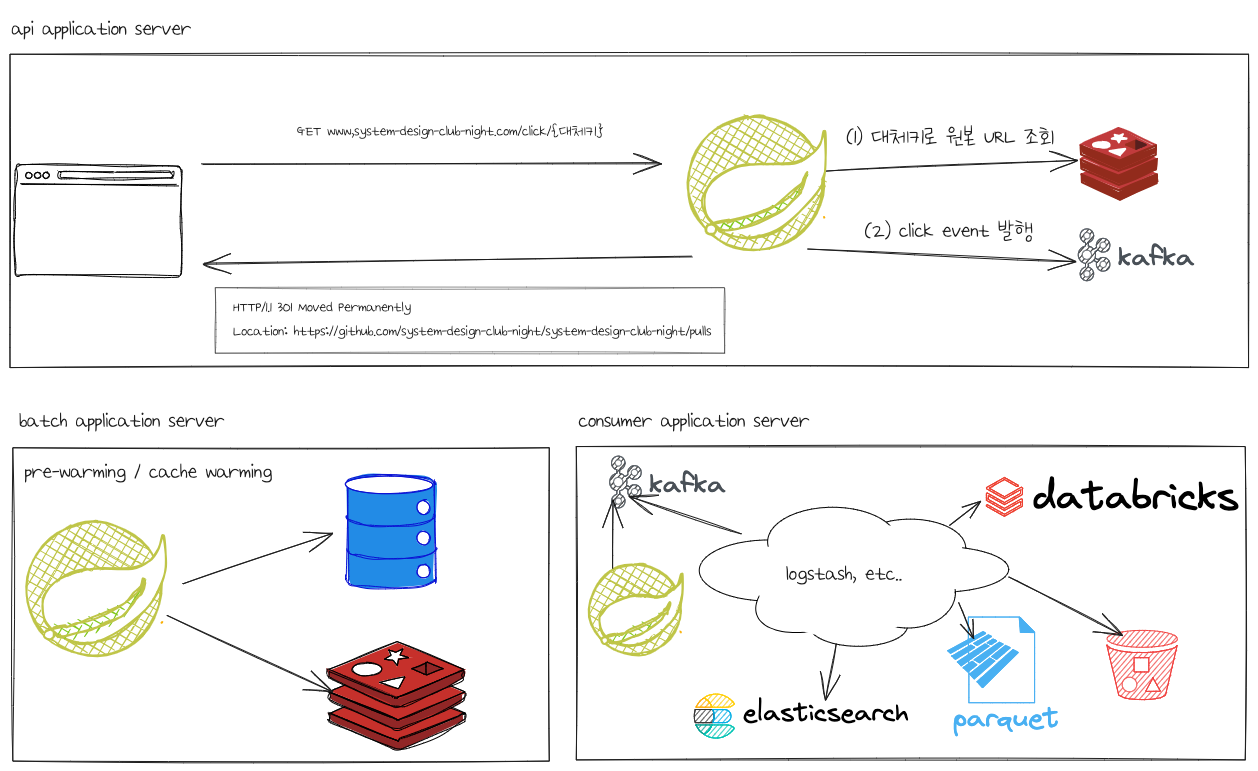 api application server
GET www.system-design-club-night.com/click/{대체키}
(1) 대체키로 원본 URL 조회
(2) click event 발행
kafka
HTTP/1.1 301 Moved Permanently
Location: https://github.com/system-design-club-night/system-design-club-night/pulls
batch application server
pre-warming / cache warming
consumer application server
kafka
databricks
logstash, etc..
elasticsearch
parquet